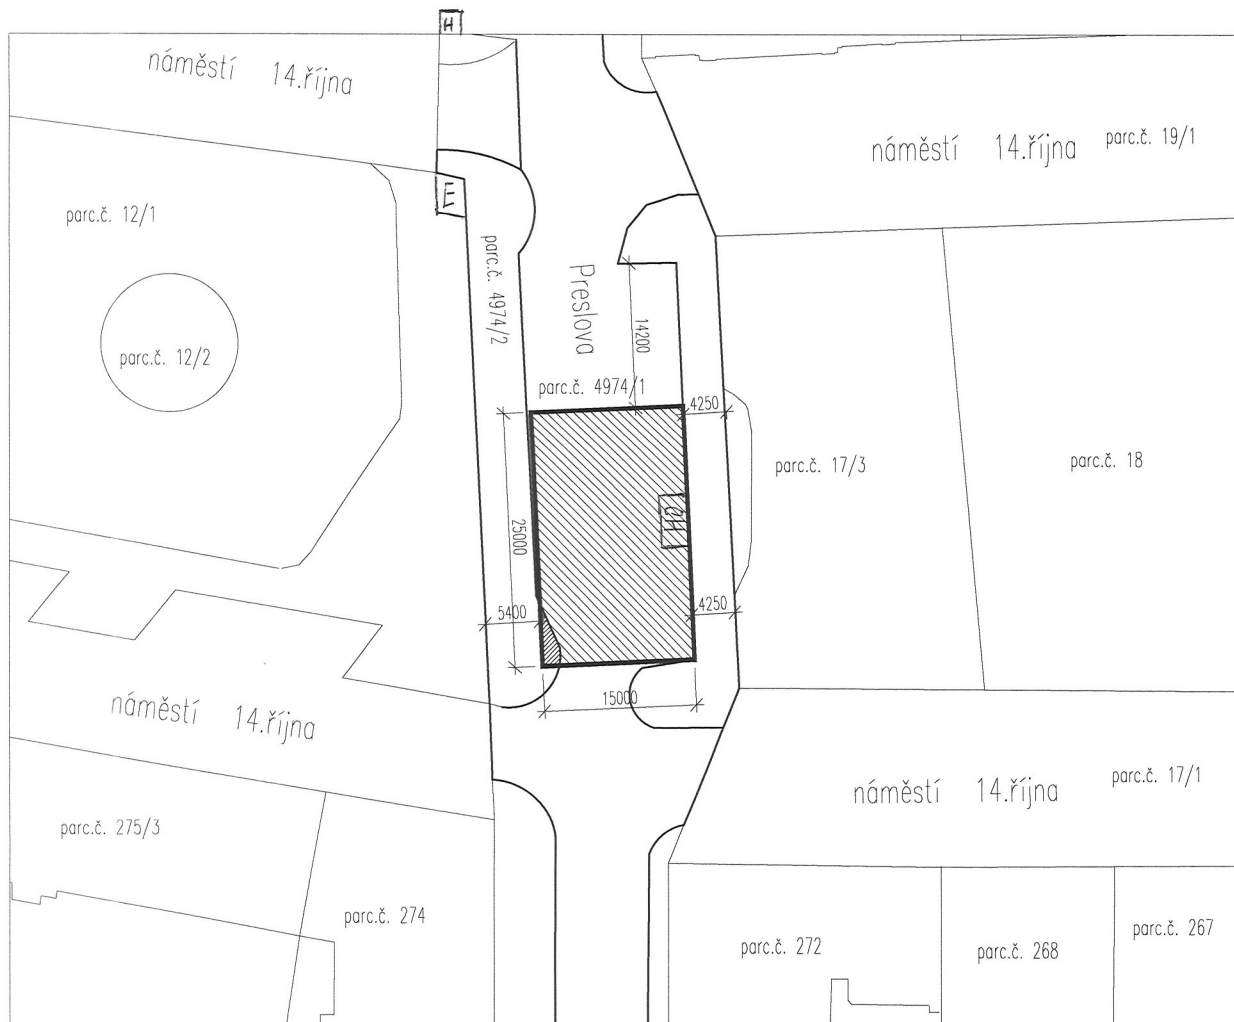 H
náměstí 14.října
náměstí 14.října
parc.č. 19/1
parc.č. 12/1
E
parc.č. 4974/2
Preslova
14200
parc.č. 12/2
parc.č. 4974/1
4250
parc.č. 17/3
parc.č. 18
25000
5400
4250
15000
náměstí 14.října
náměstí 14.října
parc.č. 17/1
parc.č. 275/3
parc.č. 274
parc.č. 272
parc.č. 268
parc.č. 267